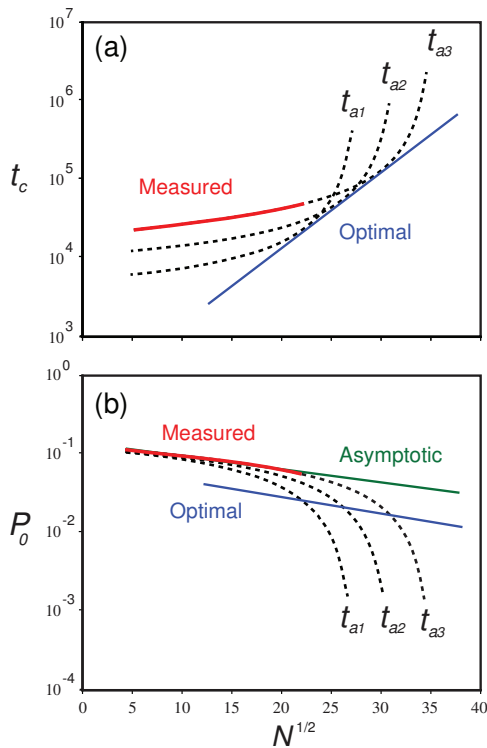 10^7
(a)
t_a3
t_a2
t_a1
10^6
t_c
10^5
Measured
Optimal
10^4
10^3
10^0
(b)
Measured
Asymptotic
10^-1
Optimal
P_0
10^-2
10^-3
t_a1 t_a2 t_a3
10^-4
0 5 10 15 20 25 30 35 40
N^1/2